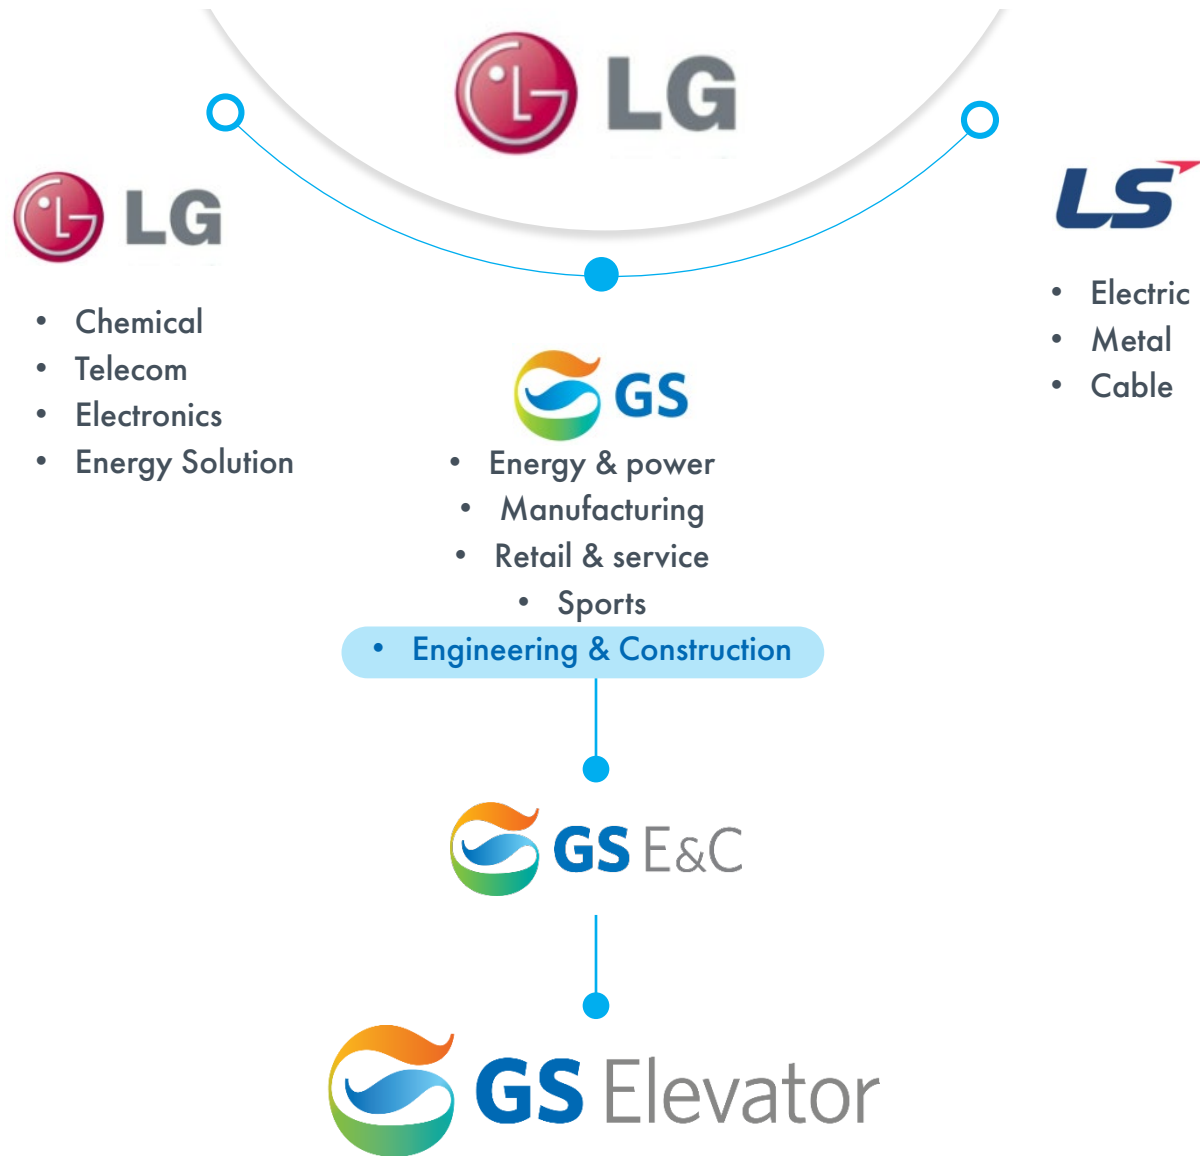 LG
LG
• Chemical
• Telecom
• Electronics
• Energy Solution
GS
• Energy & power
• Manufacturing
• Retail & service
• Sports
• Engineering & Construction
LS
• Electric
• Metal
• Cable
GS E&C
GS Elevator